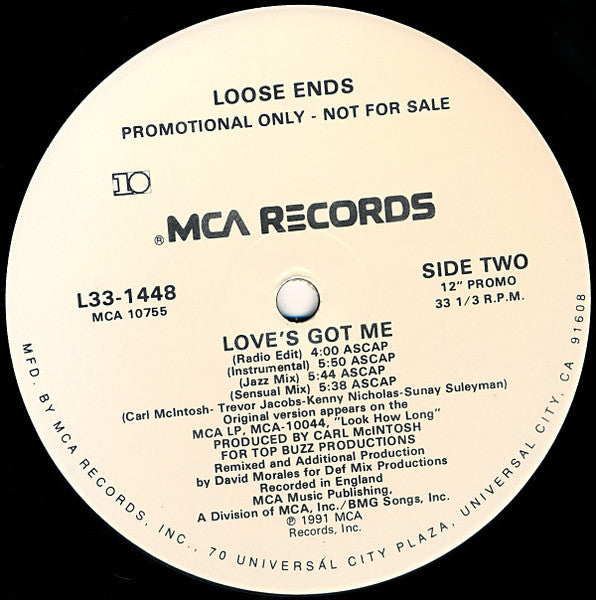 LOOSE ENDS
PROMOTIONAL ONLY - NOT FOR SALE
10
® MCA RECORDS
L33-1448
MCA 10755
SIDE TWO
12" PROMO
33 1/3 R.P.M.
LOVE'S GOT ME
(Radio Edit) 4:00 ASCAP
(Instrumental) 5:50 ASCAP
(Jazz Mix) 5:44 ASCAP
(Sensual Mix) 5:38 ASCAP
(Carl McIntosh- Trevor Jacobs-Kenny Nicholas-Sunay Suleyman)
Original version appears on the
MCA LP, MCA-10044, "Look How Long"
PRODUCED BY CARL McINTOSH
FOR TOP BUZZ PRODUCTIONS
Remixed and Additional Production
by David Morales for Def Mix Productions
Recorded in England
MCA Music Publishing,
A Division of MCA, Inc./BMG Songs, Inc.
℗ 1991 MCA
Records, Inc.
MFD. BY MCA RECORDS, INC., 70 UNIVERSAL CITY PLAZA, UNIVERSAL CITY, CA 91608